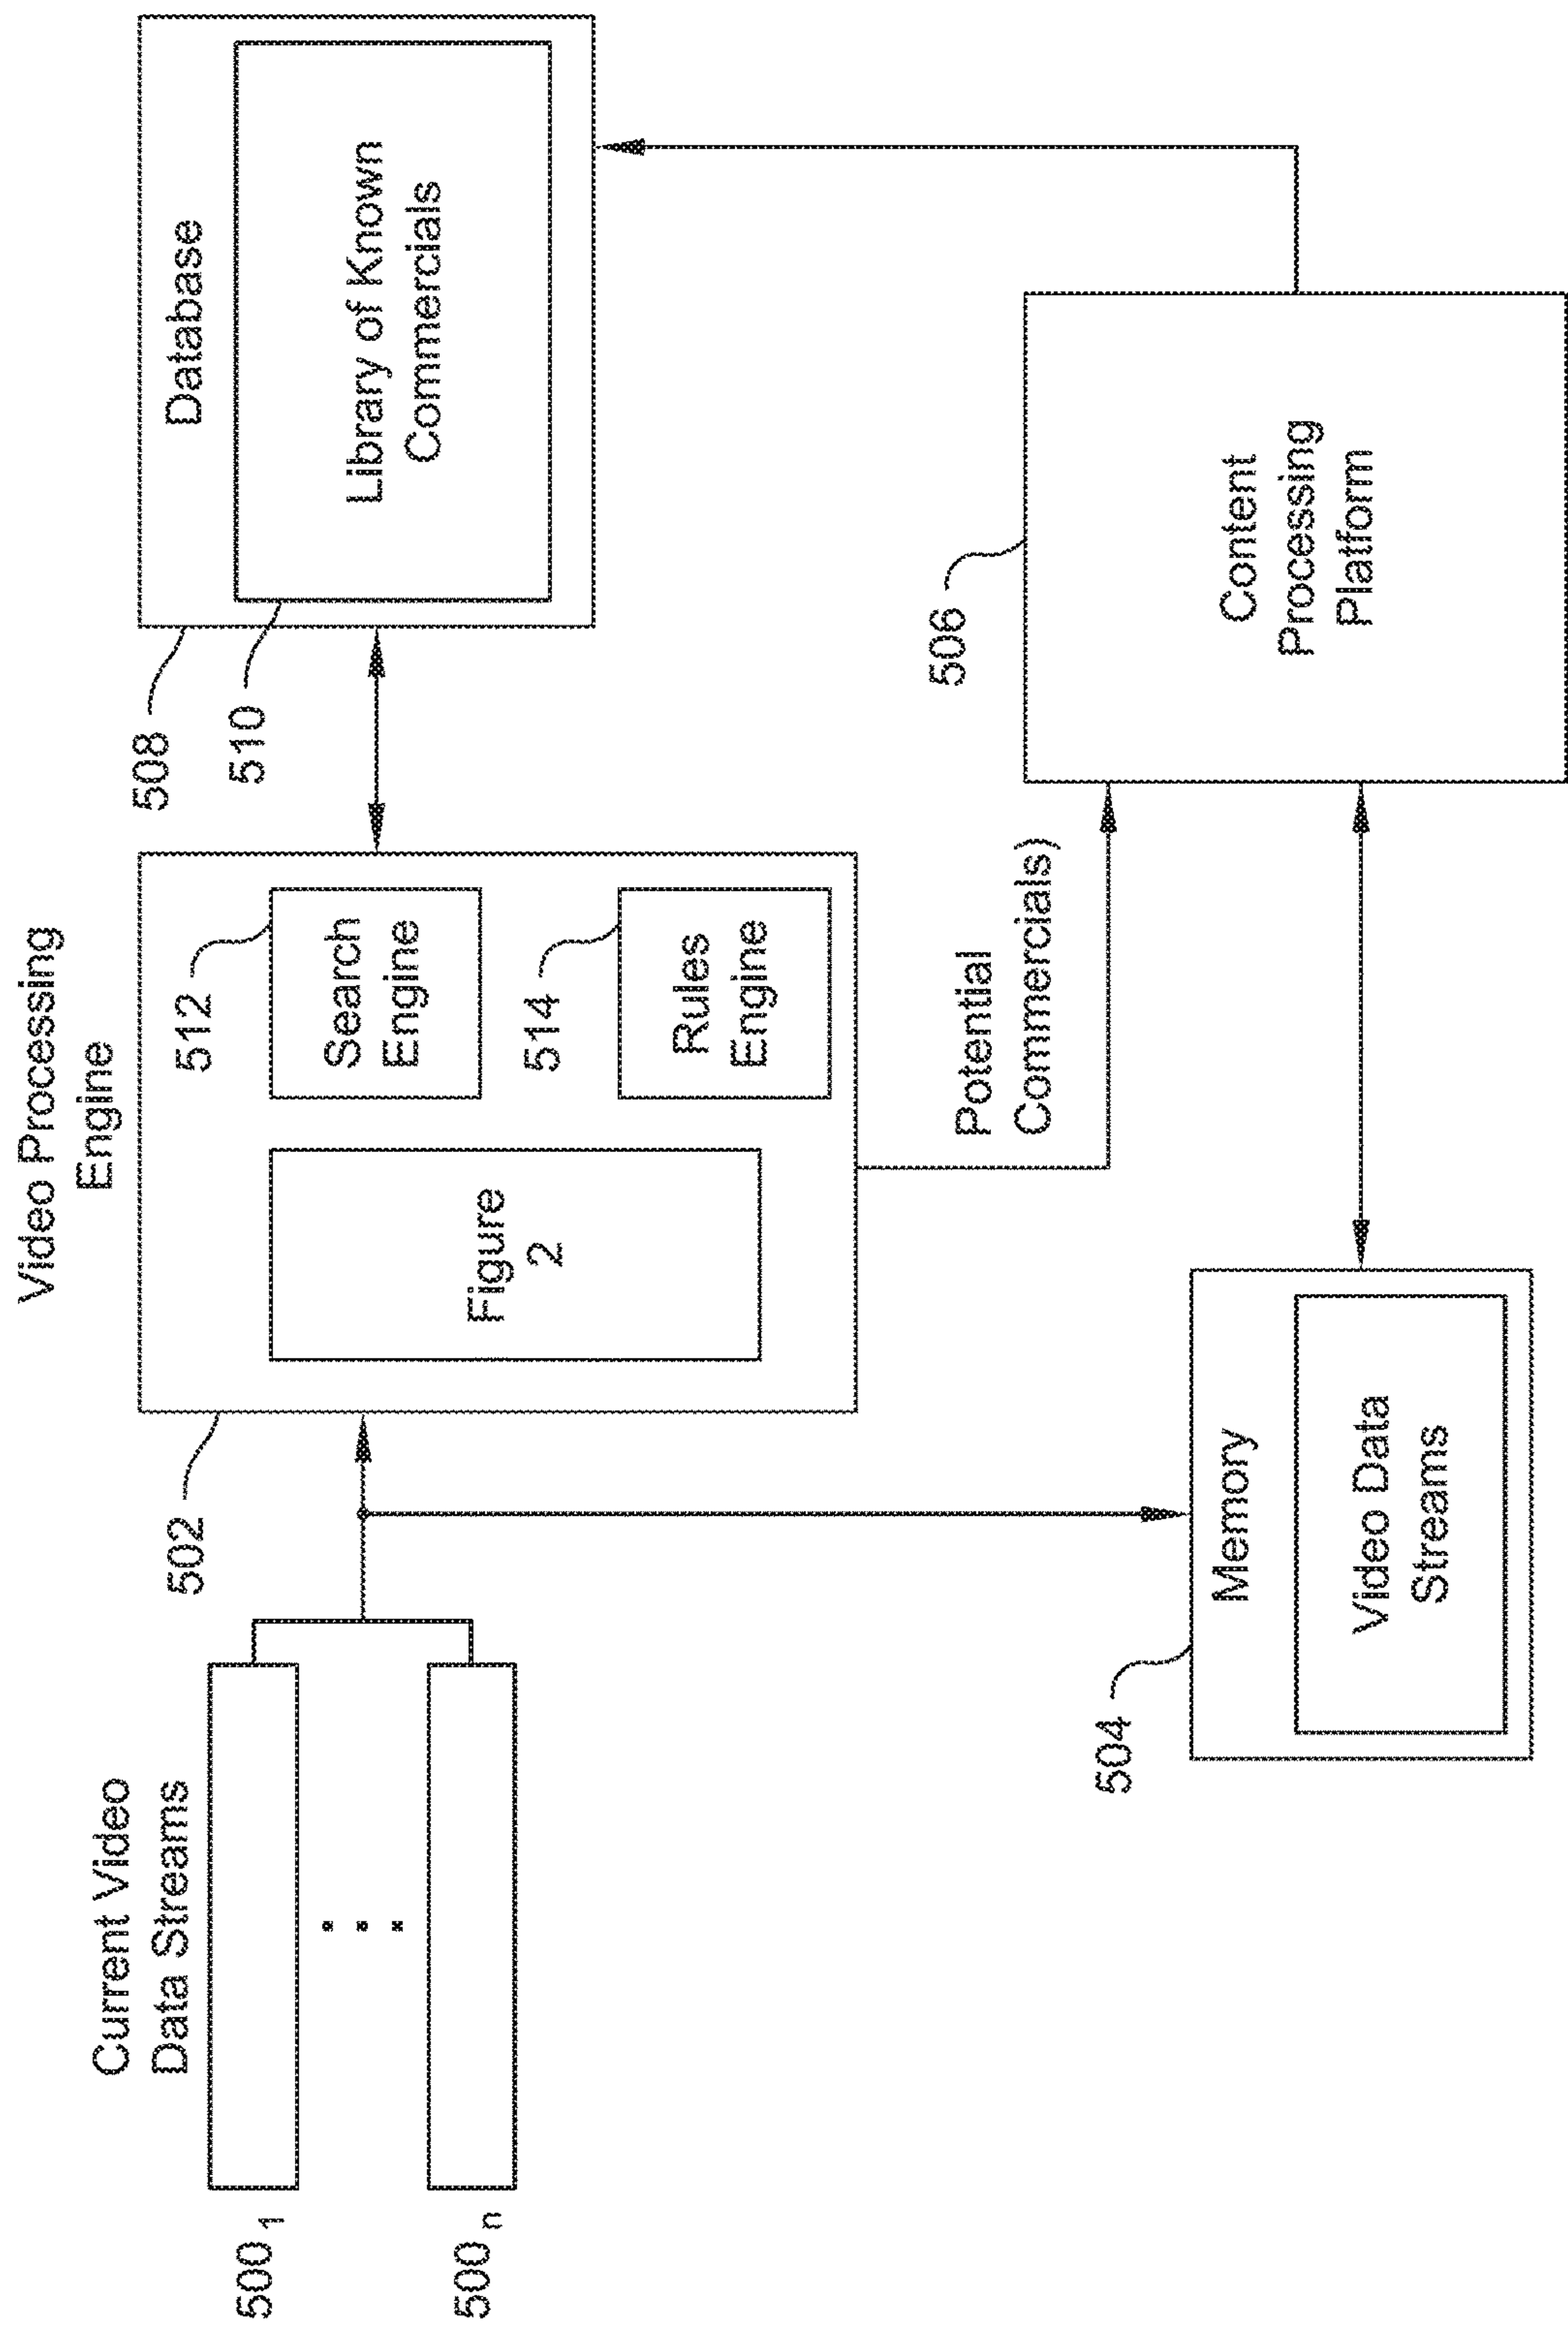 Current Video
Data Streams
500 1
500 n
Video Processing
Engine
502
Figure
2
512
Search
Engine
514
Rules
Engine
508
Database
510
Library of Known
Commercials
Potential
Commercials)
504
Memory
Video Data
Streams
506
Content
Processing
Platform